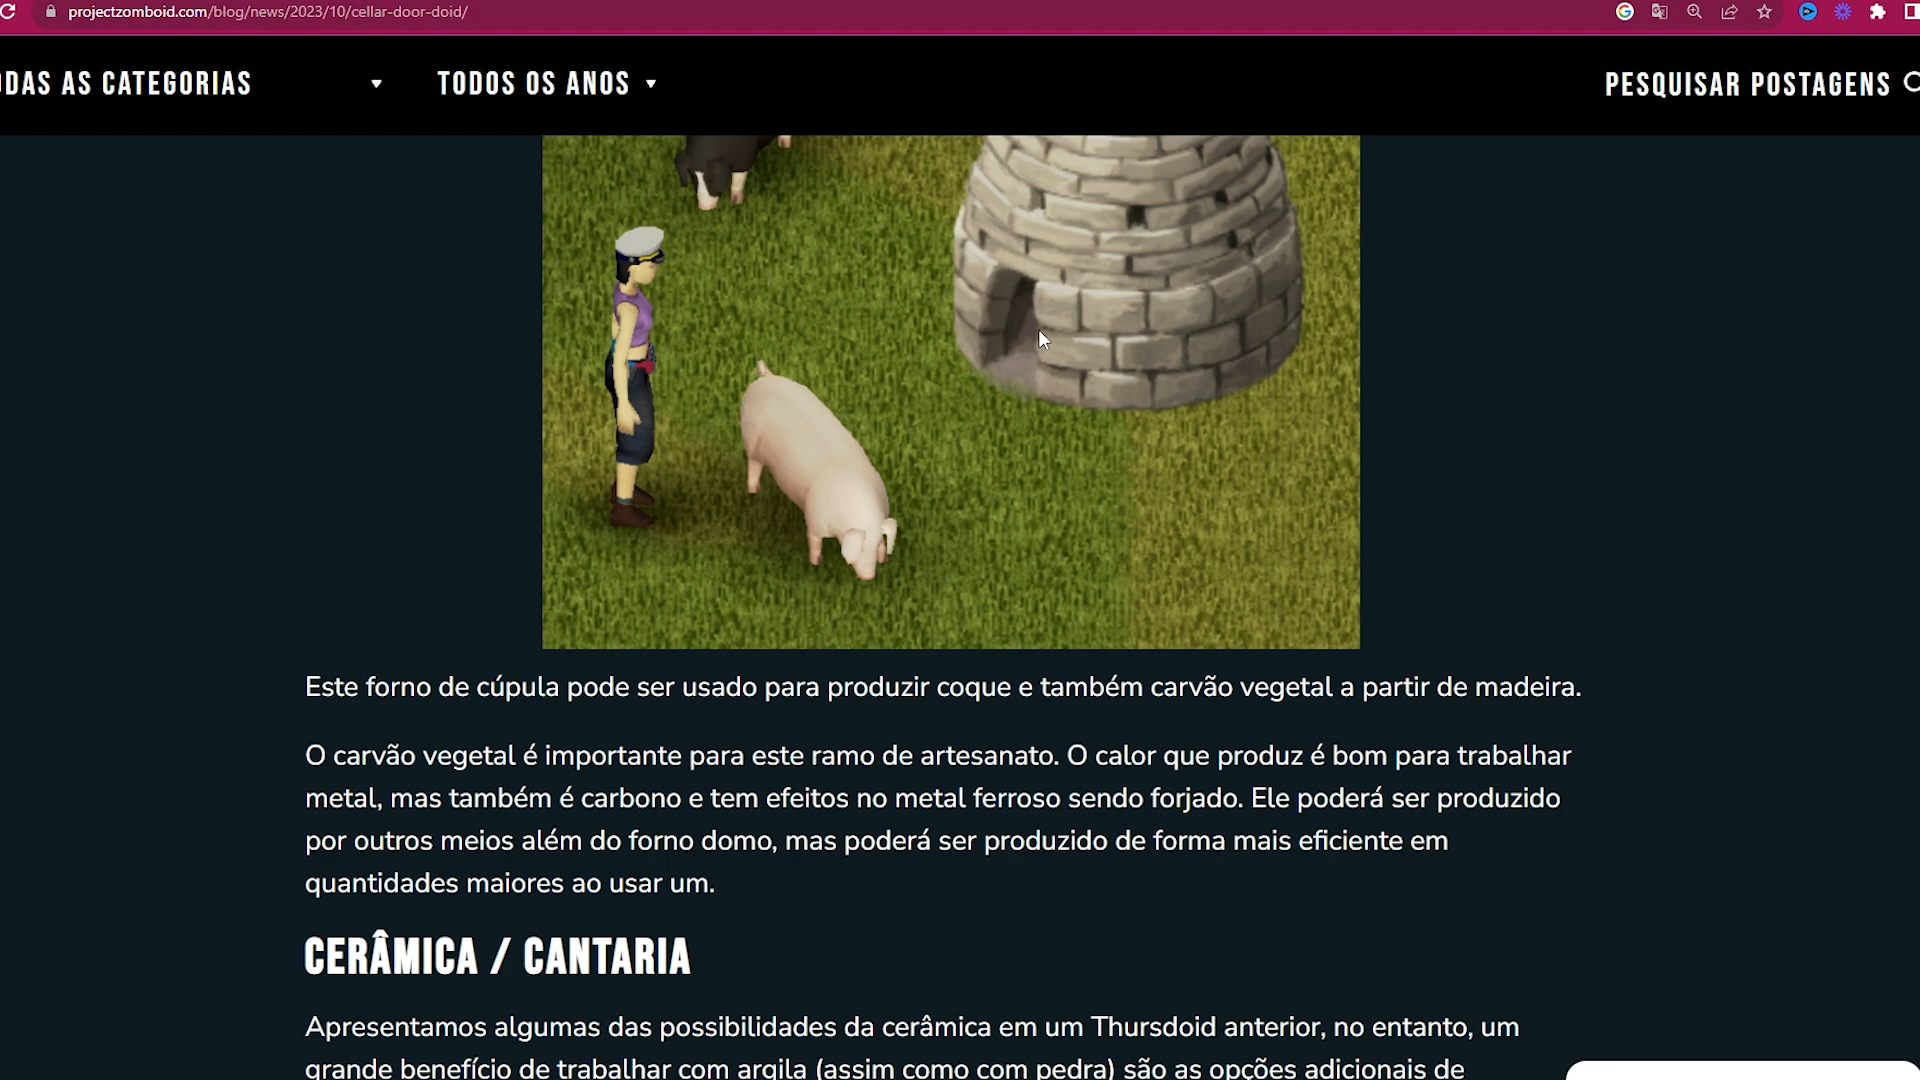 projectzomboid.com/blog/news/2023/10/cellar-door-doid/
ODAS AS CATEGORIAS
TODOS OS ANOS
PESQUISAR POSTAGENS
Este forno de cúpula pode ser usado para produzir coque e também carvão vegetal a partir de madeira.
O carvão vegetal é importante para este ramo de artesanato. O calor que produz é bom para trabalhar
metal, mas também é carbono e tem efeitos no metal ferroso sendo forjado. Ele poderá ser produzido
por outros meios além do forno domo, mas poderá ser produzido de forma mais eficiente em
quantidades maiores ao usar um.
CERÂMICA / CANTARIA
Apresentamos algumas das possibilidades da cerâmica em um Thursdoid anterior, no entanto, um
grande benefício de trabalhar com argila (assim como com pedra) são as opções adicionais de